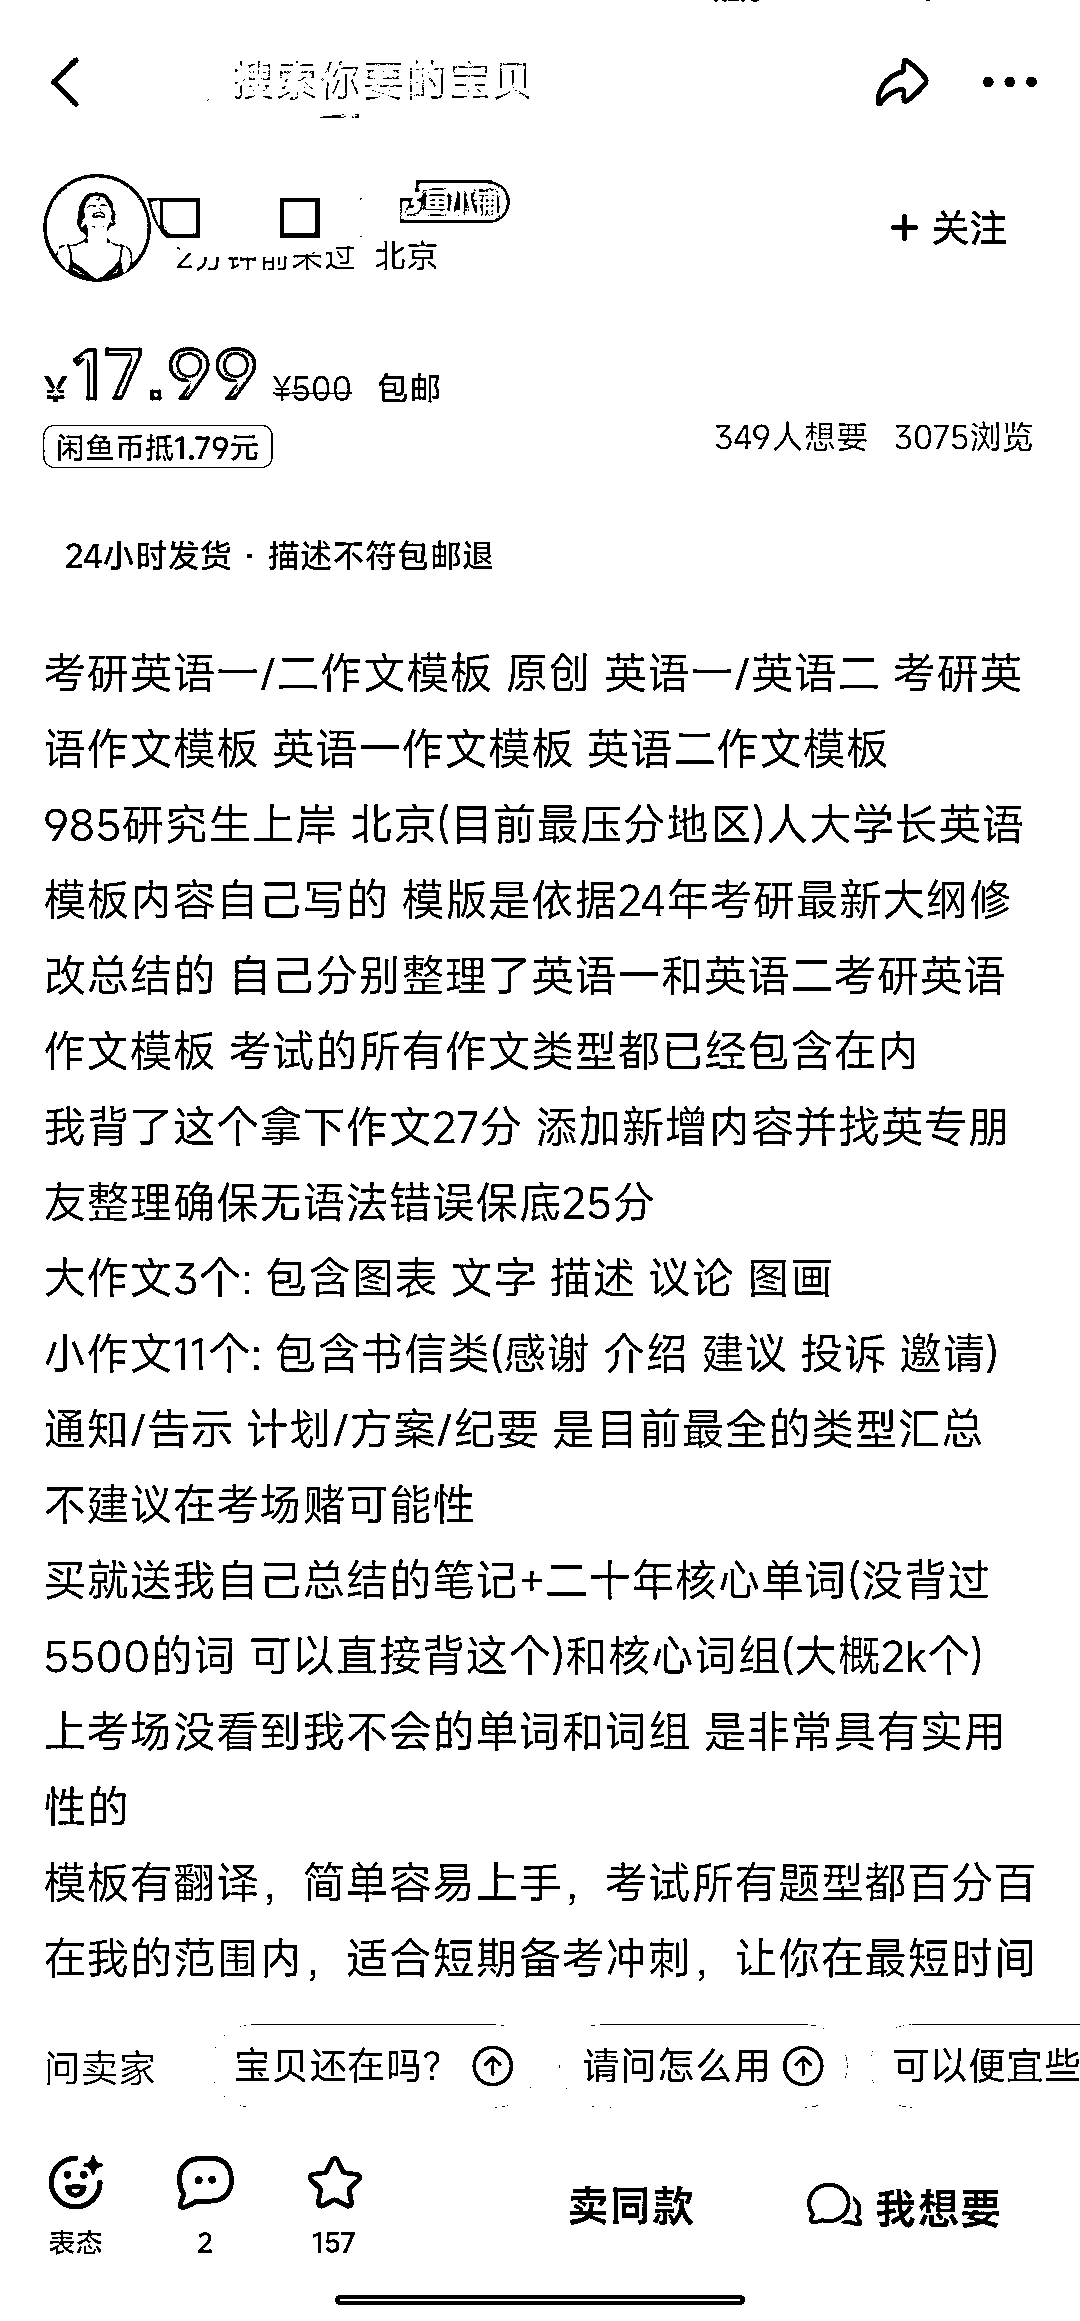 搜索你要的宝贝
鱼小铺
2分钟前来过 北京
+ 关注
¥17.99 ¥500 包邮
闲鱼币抵1.79元
349人想要 3075浏览
24小时发货 · 描述不符包邮退
考研英语一/二作文模板 原创 英语一/英语二 考研英
语作文模板 英语一作文模板 英语二作文模板
985研究生上岸 北京(目前最压分地区)人大学长英语
模板内容自己写的 模版是依据24年考研最新大纲修
改总结的 自己分别整理了英语一和英语二考研英语
作文模板 考试的所有作文类型都已经包含在内
我背了这个拿下作文27分 添加新增内容并找英专朋
友整理确保无语法错误保底25分
大作文3个: 包含图表 文字 描述 议论 图画
小作文11个: 包含书信类(感谢 介绍 建议 投诉 邀请)
通知/告示 计划/方案/纪要 是目前最全的类型汇总
不建议在考场赌可能性
买就送我自己总结的笔记+二十年核心单词(没背过
5500的词 可以直接背这个)和核心词组(大概2k个)
上考场没看到我不会的单词和词组 是非常具有实用
性的
模板有翻译，简单容易上手，考试所有题型都百分百
在我的范围内，适合短期备考冲刺，让你在最短时间
问卖家 宝贝还在吗? 请问怎么用 可以便宜些
表态 2 157 卖同款 我想要